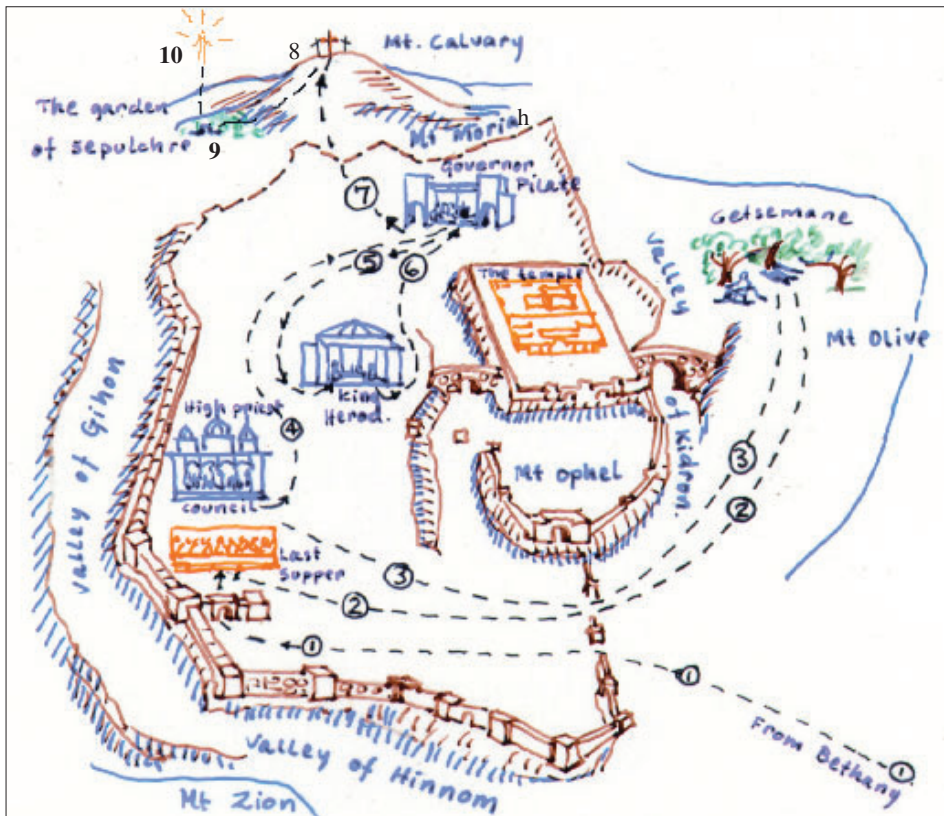 10
8
Mt. Calvary
The garden
of Sepulchre
9
Mt Moriah
Governor
Pilate
7
Getsemane
5
6
The temple
Valley
of Kidron.
Mt Olive
King
Herod.
High priest
4
council
Mt Ophel
3
2
Last
Supper
3
2
1
1
From Bethany
1
Valley of Gihon
Valley of Hinnom
Mt Zion